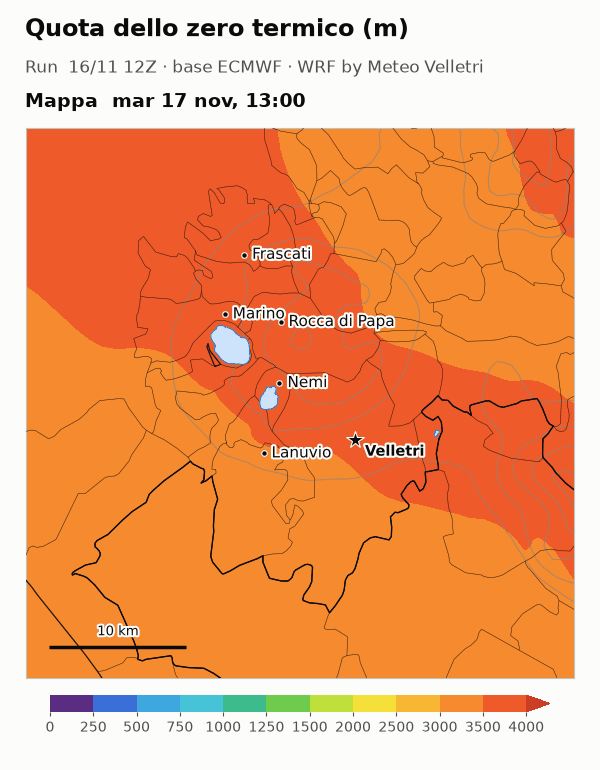 Quota dello zero termico (m)
Run  16/11 12Z · base ECMWF · WRF by Meteo Velletri
Mappa  mar 17 nov, 13:00
Frascati
Marino
Rocca di Papa
Nemi
Velletri
Lanuvio
10 km
0 250 500 750 1000 1250 1500 2000 2500 3000 3500 4000